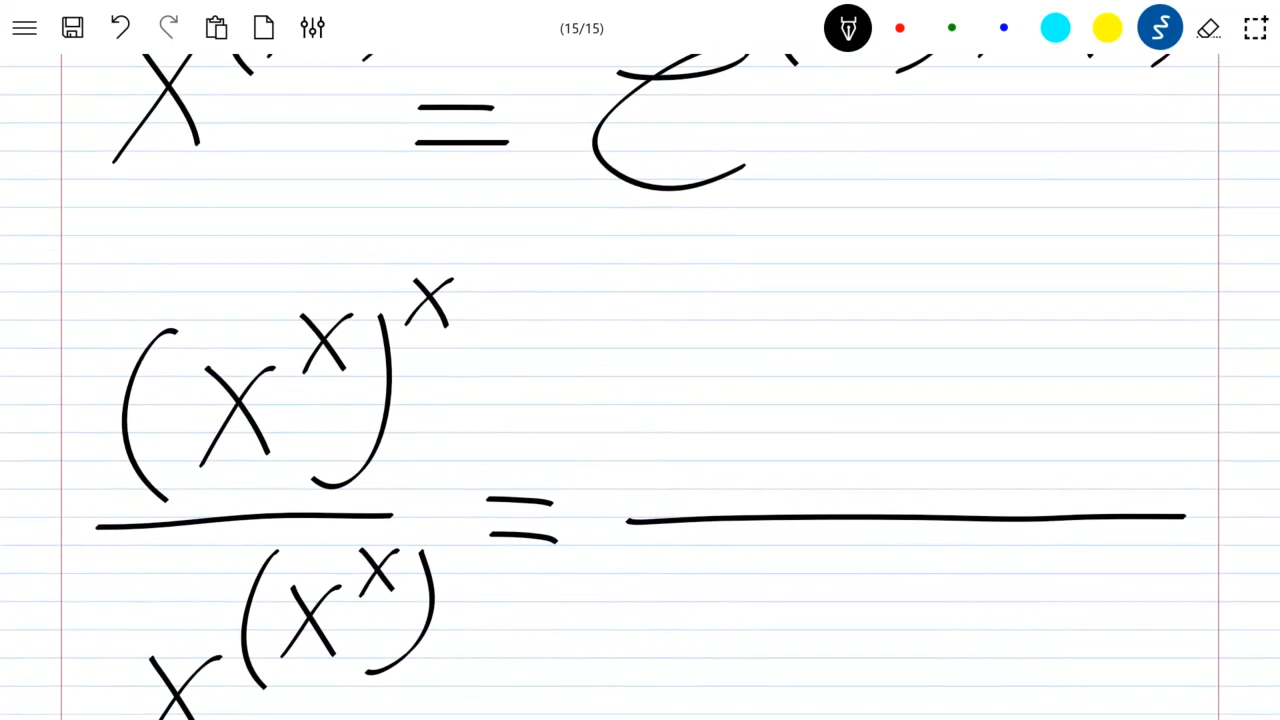 (15/15)
x =
(x^x)^x
=
x^(x^x)